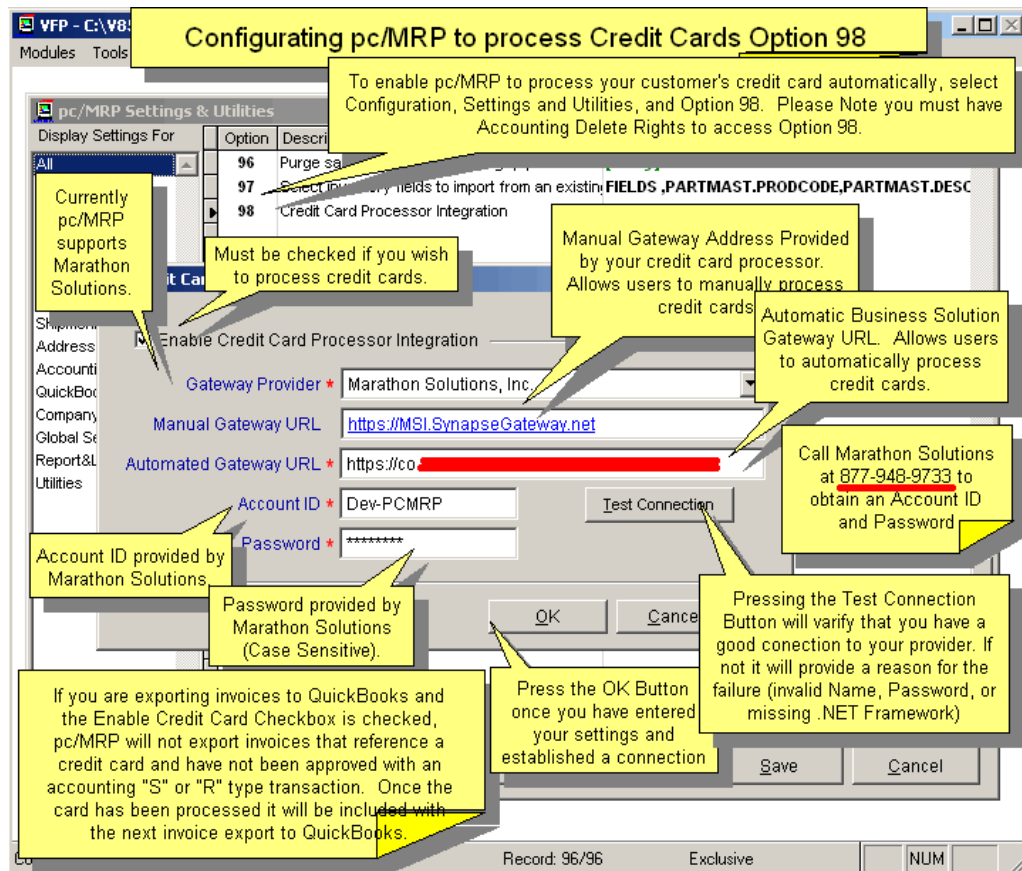 VFP - C:\V85
Configurating pc/MRP to process Credit Cards Option 98
Modules Tools
To enable pc/MRP to process your customer's credit card automatically, select
Configuration, Settings and Utilities, and Option 98. Please Note you must have
Accounting Delete Rights to access Option 98.
pc/MRP Settings & Utilities
Display Settings For
Option
All
96 Purge sa
97 Select inventory fields to import from an existing FIELDS ,PARTMAST.PRODCODE,PARTMAST.DESC
98 Credit Card Processor Integration
Currently
pc/MRP
supports
Marathon
Solutions.
Must be checked if you wish
to process credit cards.
Manual Gateway Address Provided
by your credit card processor.
Allows users to manually process
credit cards
Automatic Business Solution
Gateway URL. Allows users
to automatically process
credit cards.
Address
Accounti
QuickBoo
Company
Global Se
Report&L
Utilities
Enable Credit Card Processor Integration
Gateway Provider * Marathon Solutions, Inc.
Manual Gateway URL https://MSI.SynapseGateway.net
Automated Gateway URL * https://co
Account ID * Dev-PCMRP
Test Connection
Password * ********
Call Marathon Solutions
at 877-948-9733 to
obtain an Account ID
and Password
Account ID provided by
Marathon Solutions
Password provided by
Marathon Solutions
(Case Sensitive).
OK
Cance
Pressing the Test Connection
Button will varify that you have a
good conection to your provider. If
not it will provide a reason for the
failure (invalid Name, Password, or
missing .NET Framework)
Press the OK Button
once you have entered
your settings and
established a connection
If you are exporting invoices to QuickBooks and
the Enable Credit Card Checkbox is checked,
pc/MRP will not export invoices that reference a
credit card and have not been approved with an
accounting "S" or "R" type transaction. Once the
card has been processed it will be included with
the next invoice export to QuickBooks.
Save
Cancel
Record: 96/96
Exclusive
NUM